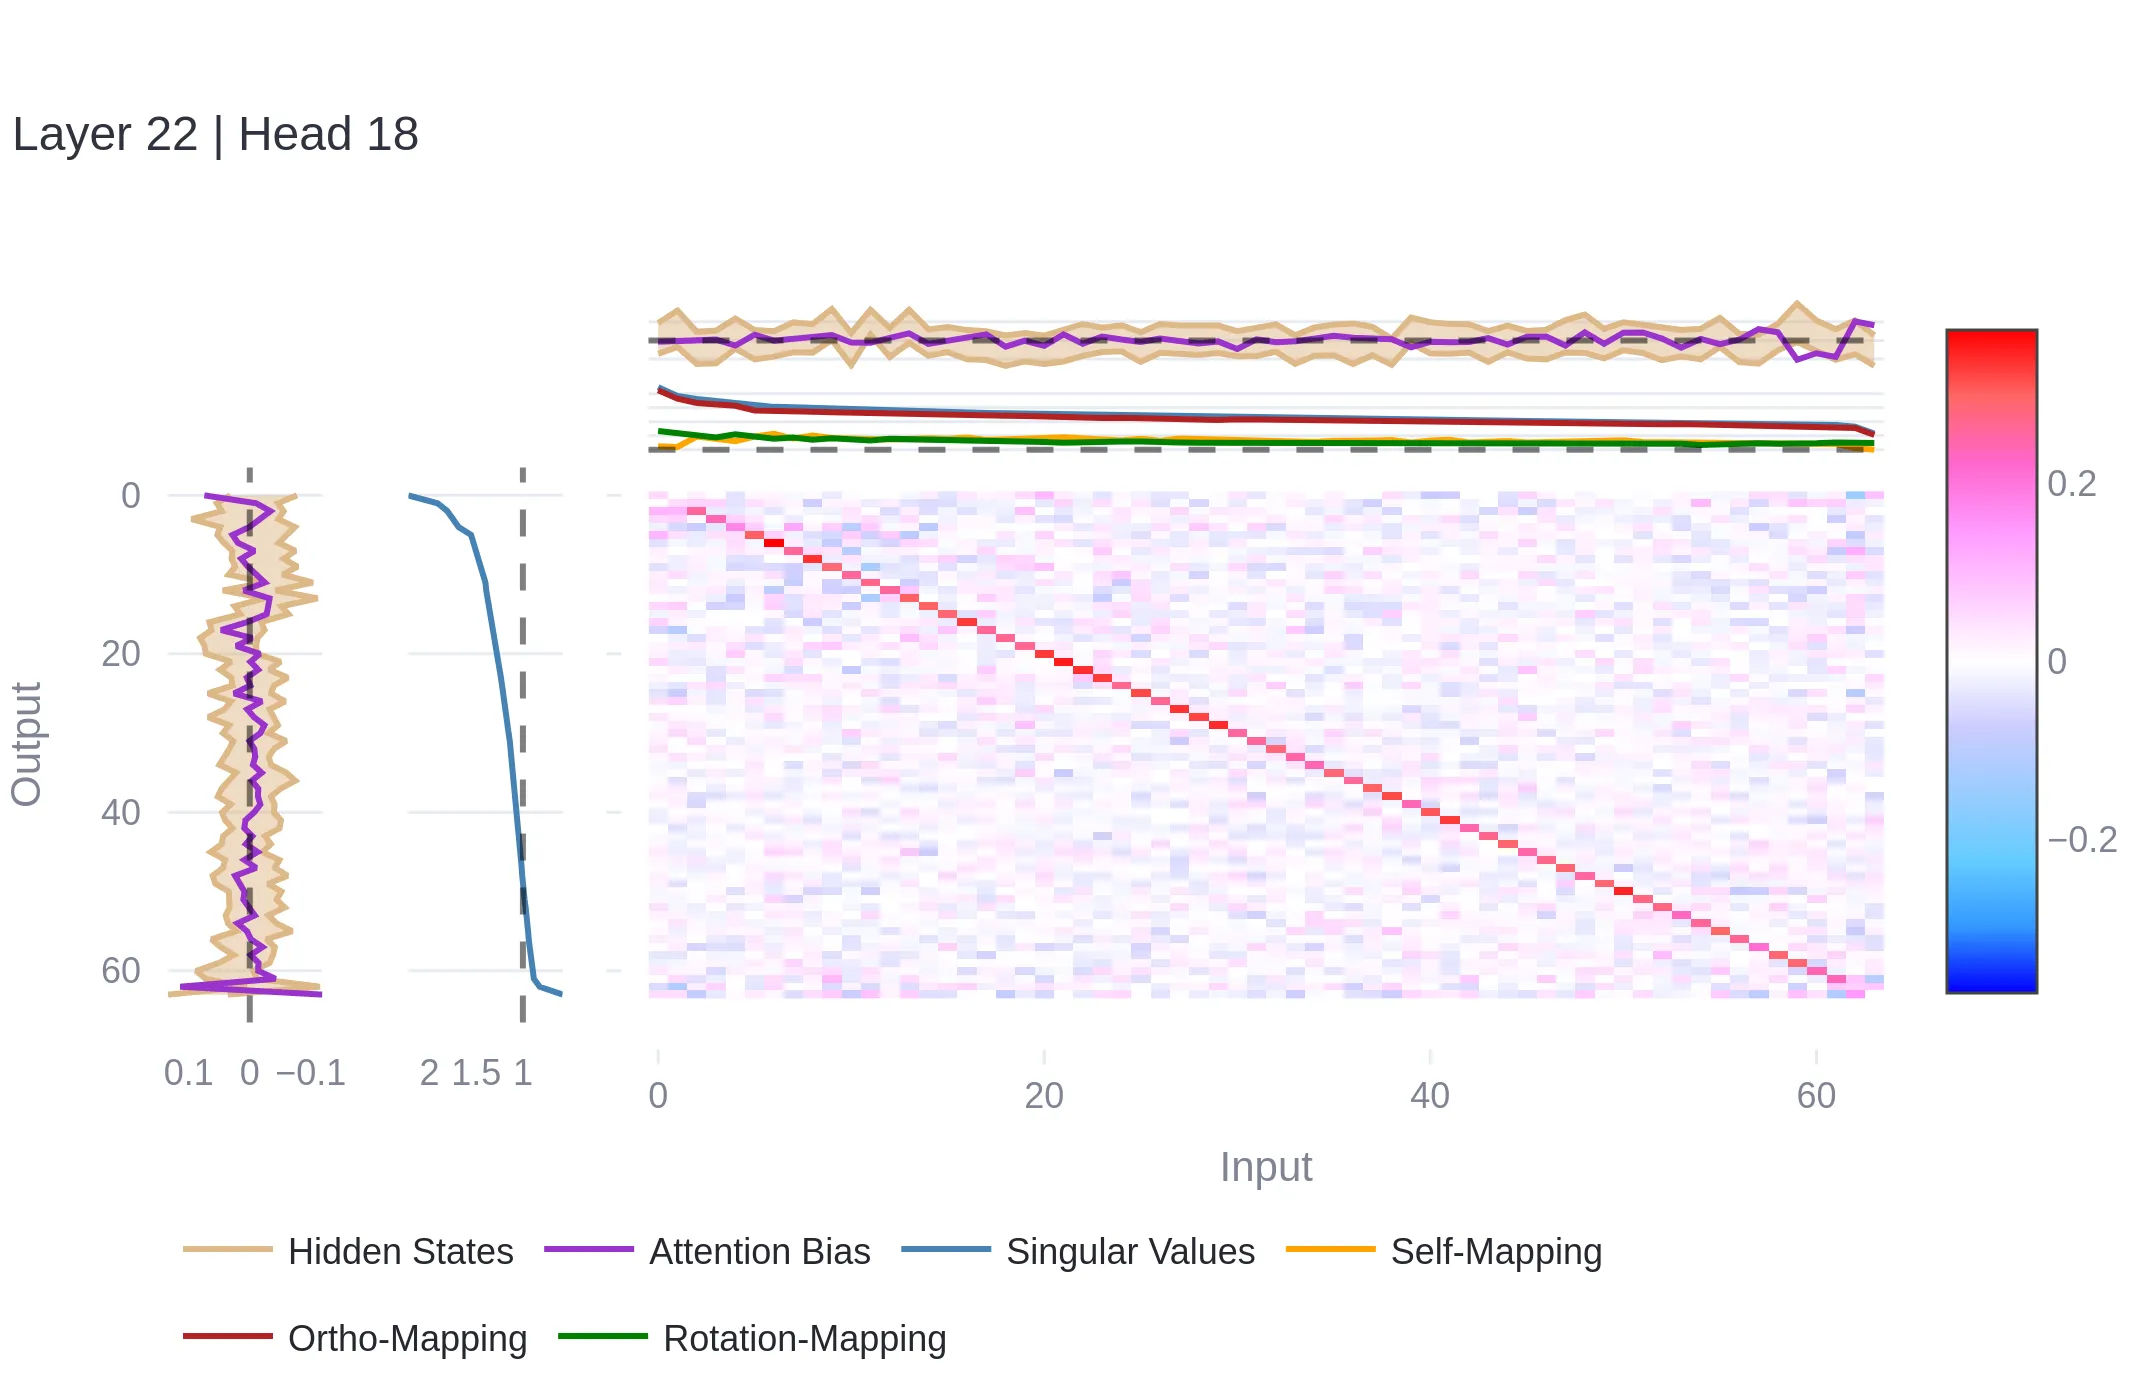 Layer 22 | Head 18
0
20
40
60
Output
0.1 0 −0.1
2 1.5 1
0 20 40 60
Input
0.2
0
−0.2
Hidden States Attention Bias Singular Values Self-Mapping
Ortho-Mapping Rotation-Mapping